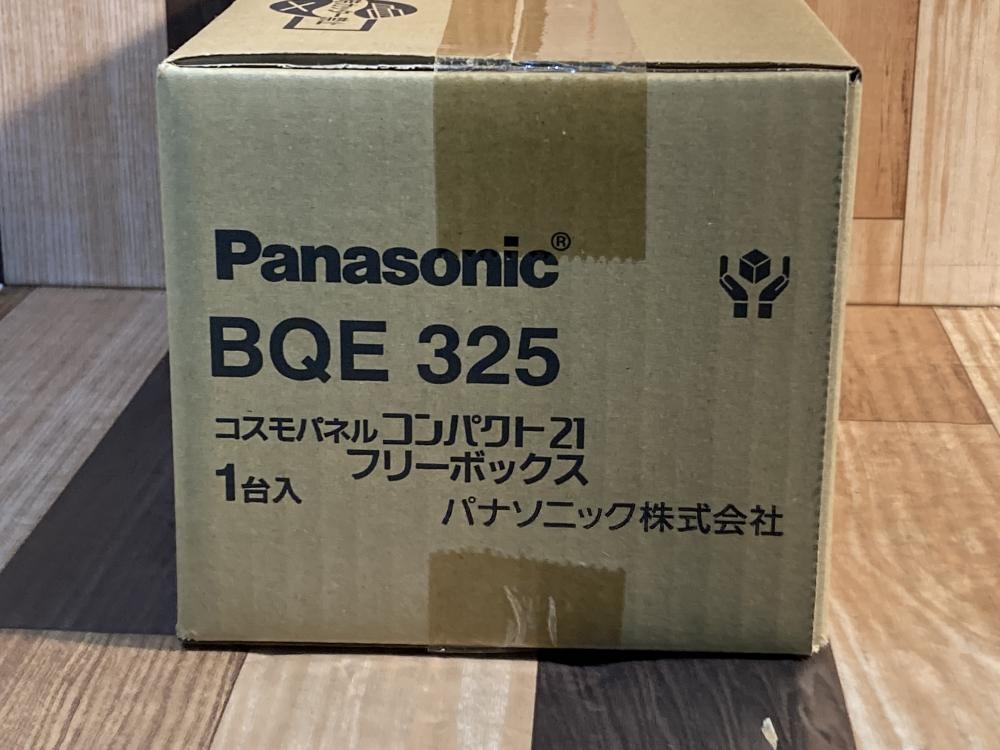 Panasonic®
BQE 325
コスモパネルコンパクト21
フリーボックス
1台入
パナソニック株式会社